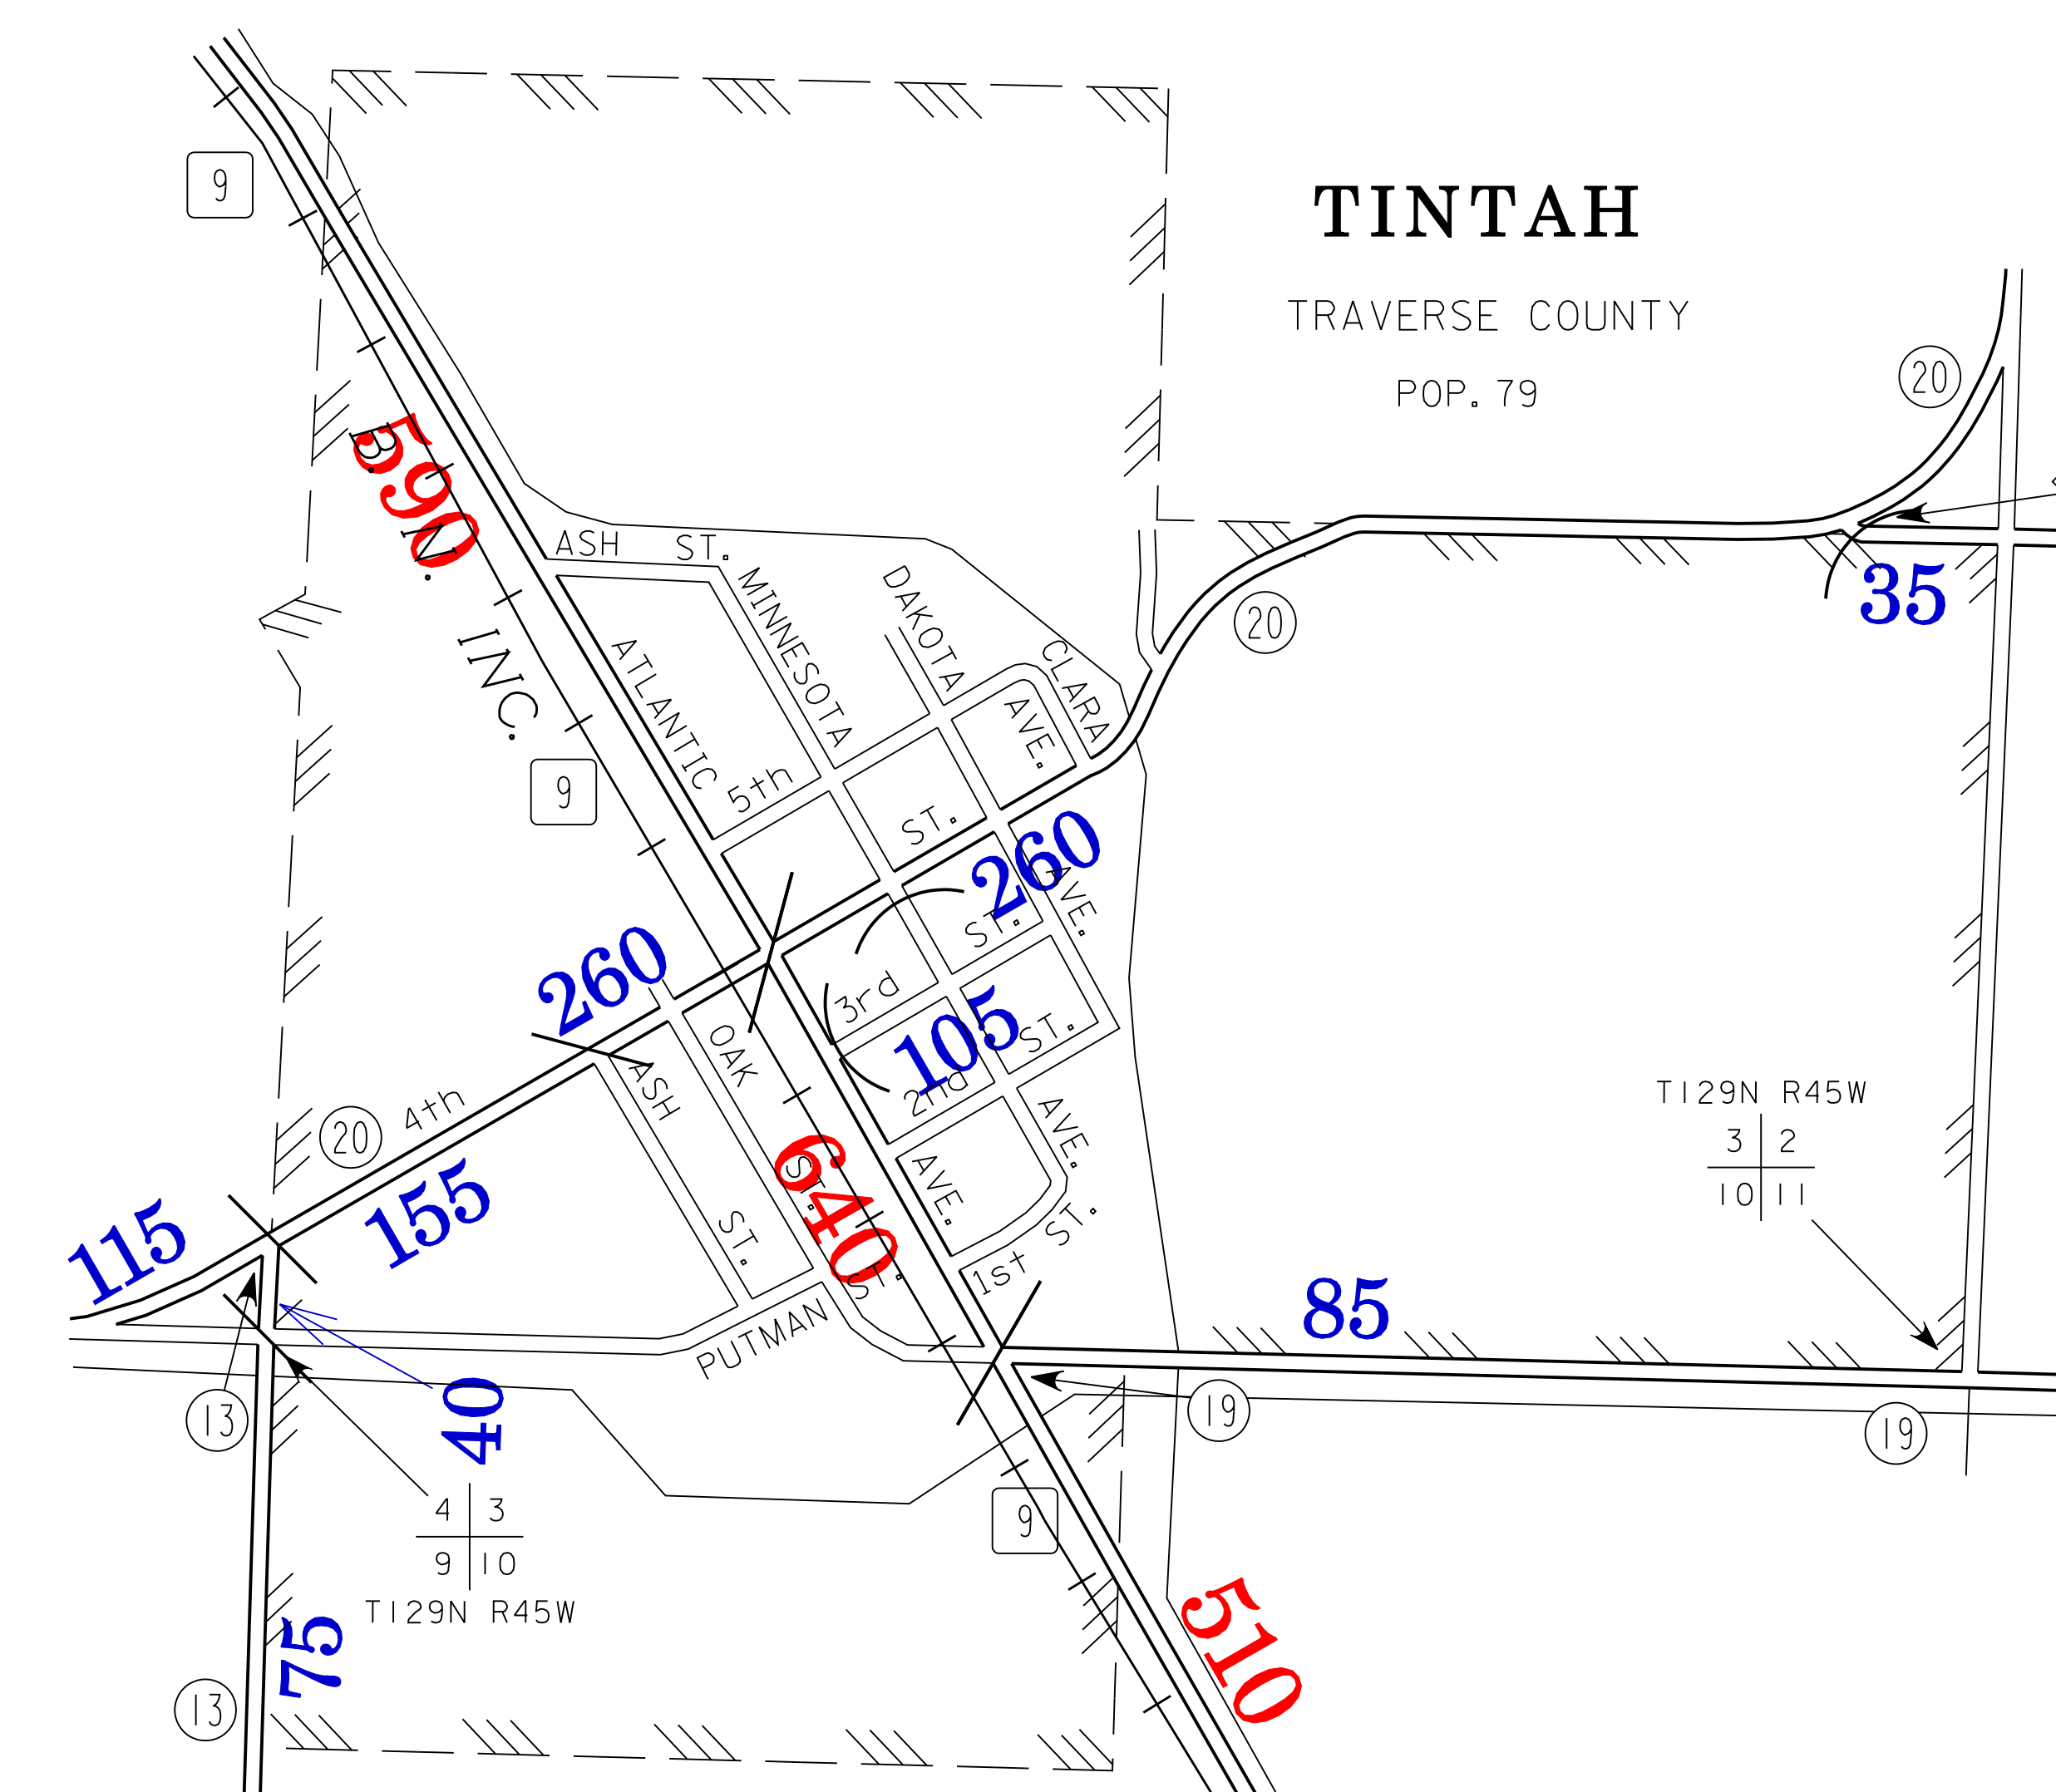 TINTAH
TRAVERSE COUNTY
POP. 79
9
20
590
B. N. INC.
ASH ST.
MINNESOTA
DAKOTA
CLARA
AVE.
35
20
ATLANTIC
5th
ST.
9
260
AVE.
ST.
260
3rd
105
ST.
OAK
ASH
2nd
20
4th
T129N R45W
3 2
10 11
AVE.
640
ST.
AVE.
155
115
ST.
ST.
1st ST.
PUTMAN
85
13
40
19
19
4 3
9 10
T129N R45W
9
75
510
13